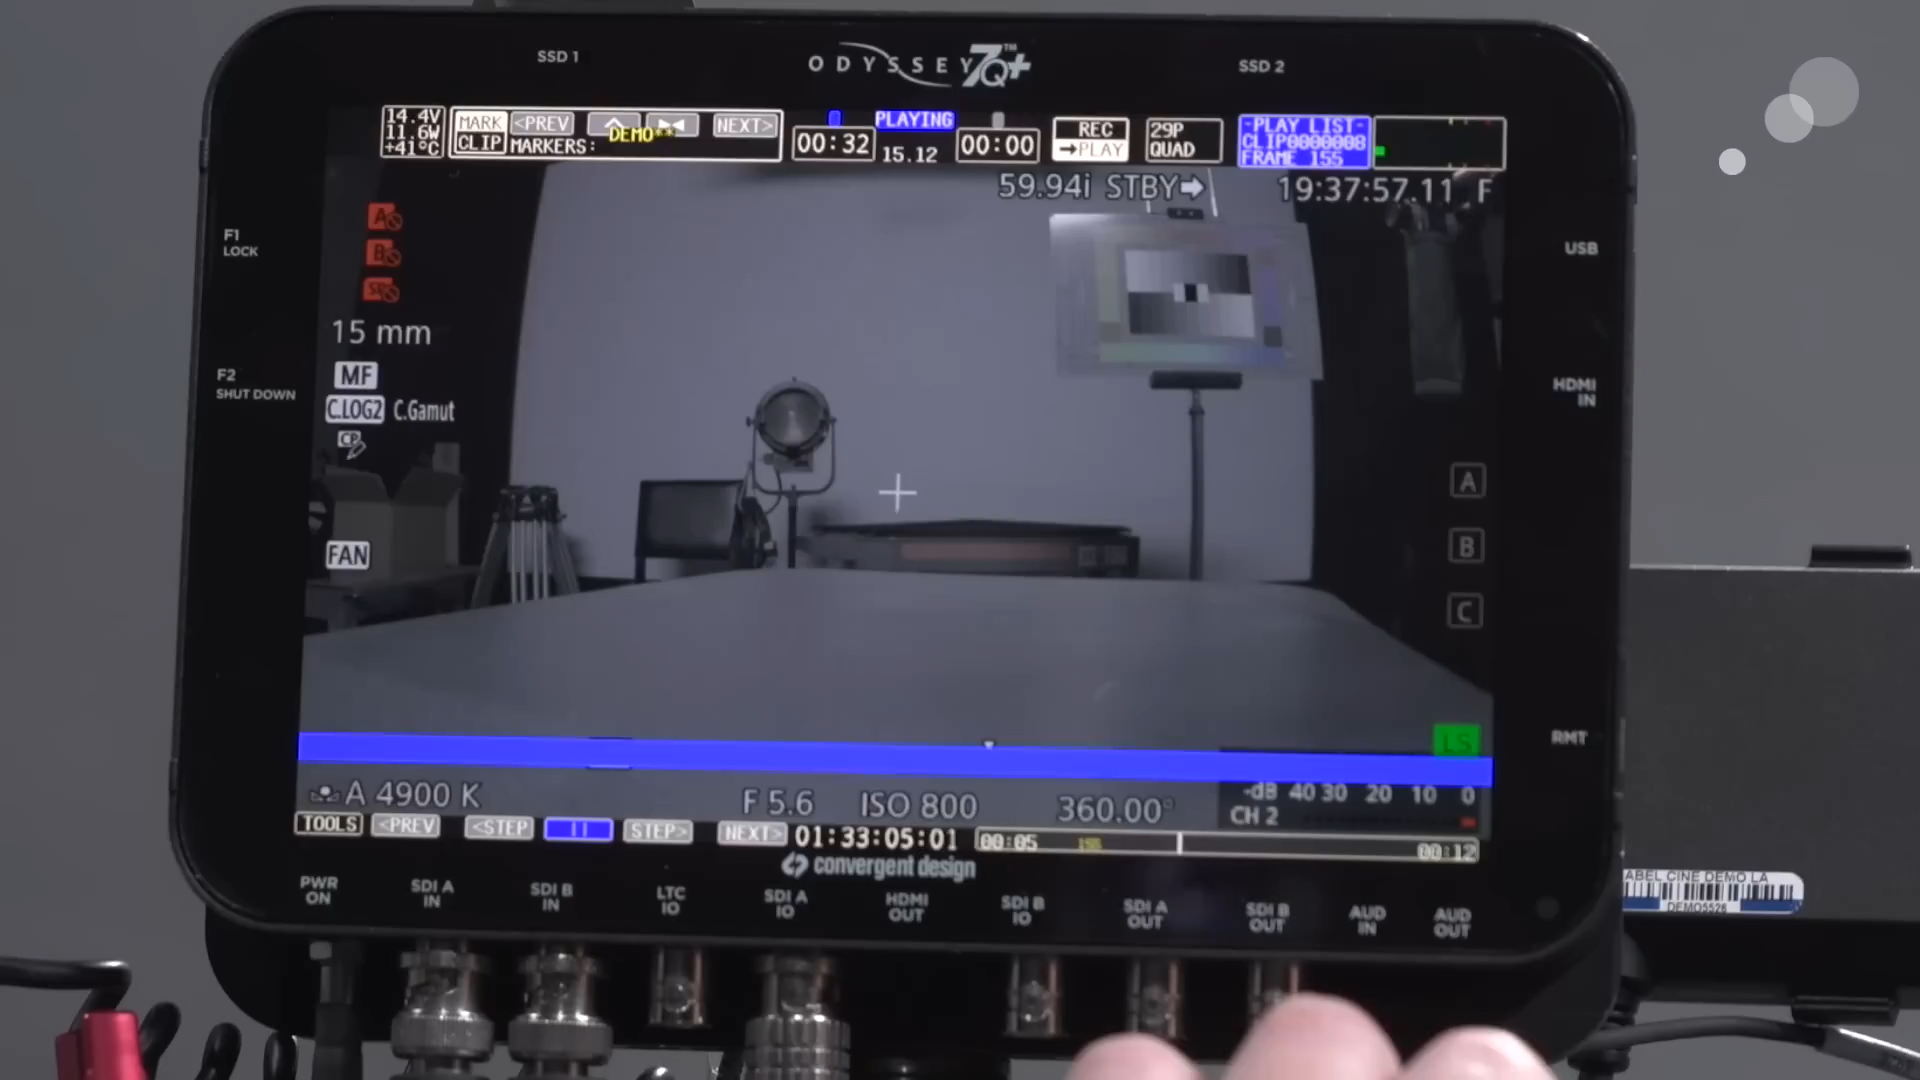 SSD 1
ODYSSEY 7Q+™
SSD 2
14.4V
11.6W
+41°C
MARK
CLIP
<PREV
DEMO**
NEXT>
MARKERS:
00:32
PLAYING
15.12
00:00
REC
→PLAY
29P
QUAD
-PLAY LIST-
CLIP0000008
FRAME 155
59.94i STBY
19:37:57.11 F
A
B
F1
LOCK
USB
15 mm
F2
SHUT DOWN
MF
HDMI
IN
C.LOG2 C.Gamut
CP
A
B
FAN
C
RMT
LS
A 4900 K
F 5.6
ISO 800
360.00°
-dB 40 30 20 10 0
CH 2
TOOLS
<PREV
<STEP
STEP>
NEXT>
01:33:05:01
00:05
00:12
convergent design
PWR
ON
SDI A
IN
SDI B
IN
LTC
IO
SDI A
IO
HDMI
OUT
SDI B
IO
SDI A
OUT
SDI B
OUT
AUD
IN
AUD
OUT
ABEL CINE DEMO LA
DEMO5526